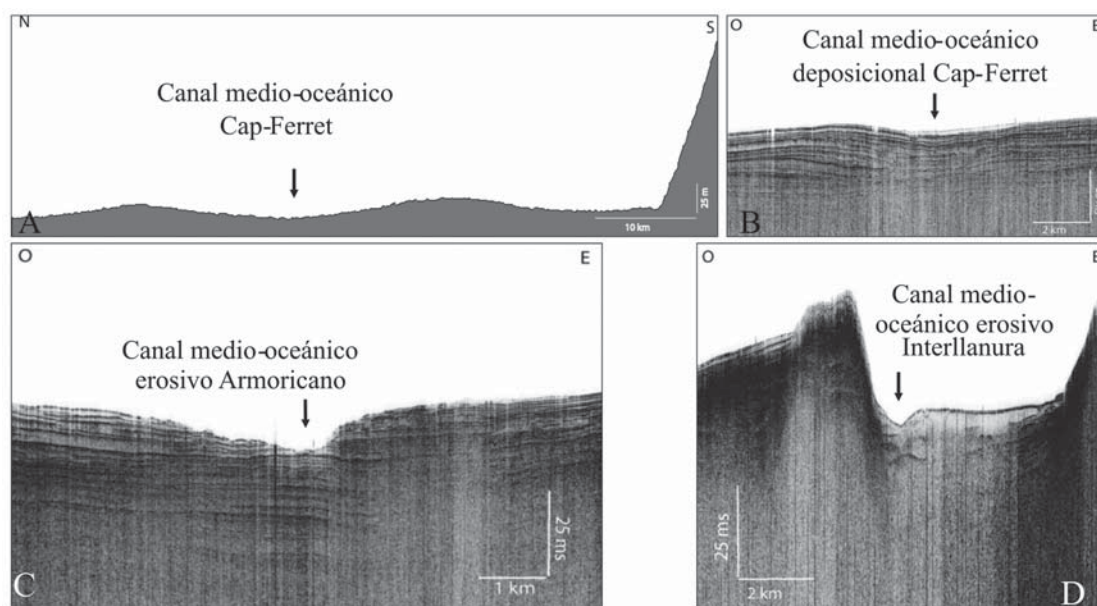 N
S
Canal medio-oceánico
Cap-Ferret
25 m
10 km
A
O
Canal medio-oceánico
deposicional Cap-Ferret
2 km
B
O
E
Canal medio-oceánico
erosivo Armoricano
25 ms
1 km
C
O
Canal medio-
oceánico erosivo
Interllanura
25 ms
2 km
D